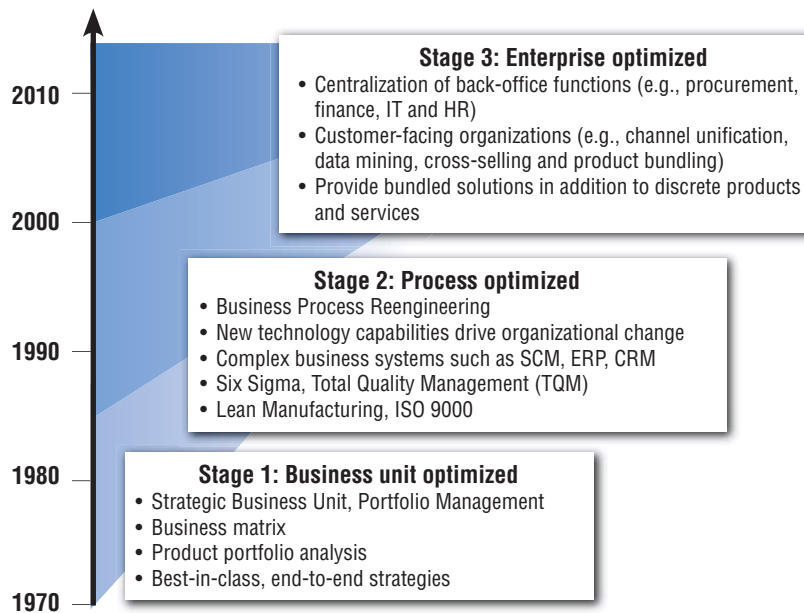 Stage 3: Enterprise optimized
• Centralization of back-office functions (e.g., procurement,
finance, IT and HR)
• Customer-facing organizations (e.g., channel unification,
data mining, cross-selling and product bundling)
• Provide bundled solutions in addition to discrete products
and services
2010
2000
Stage 2: Process optimized
• Business Process Reengineering
• New technology capabilities drive organizational change
• Complex business systems such as SCM, ERP, CRM
• Six Sigma, Total Quality Management (TQM)
• Lean Manufacturing, ISO 9000
1990
1980
Stage 1: Business unit optimized
• Strategic Business Unit, Portfolio Management
• Business matrix
• Product portfolio analysis
• Best-in-class, end-to-end strategies
1970